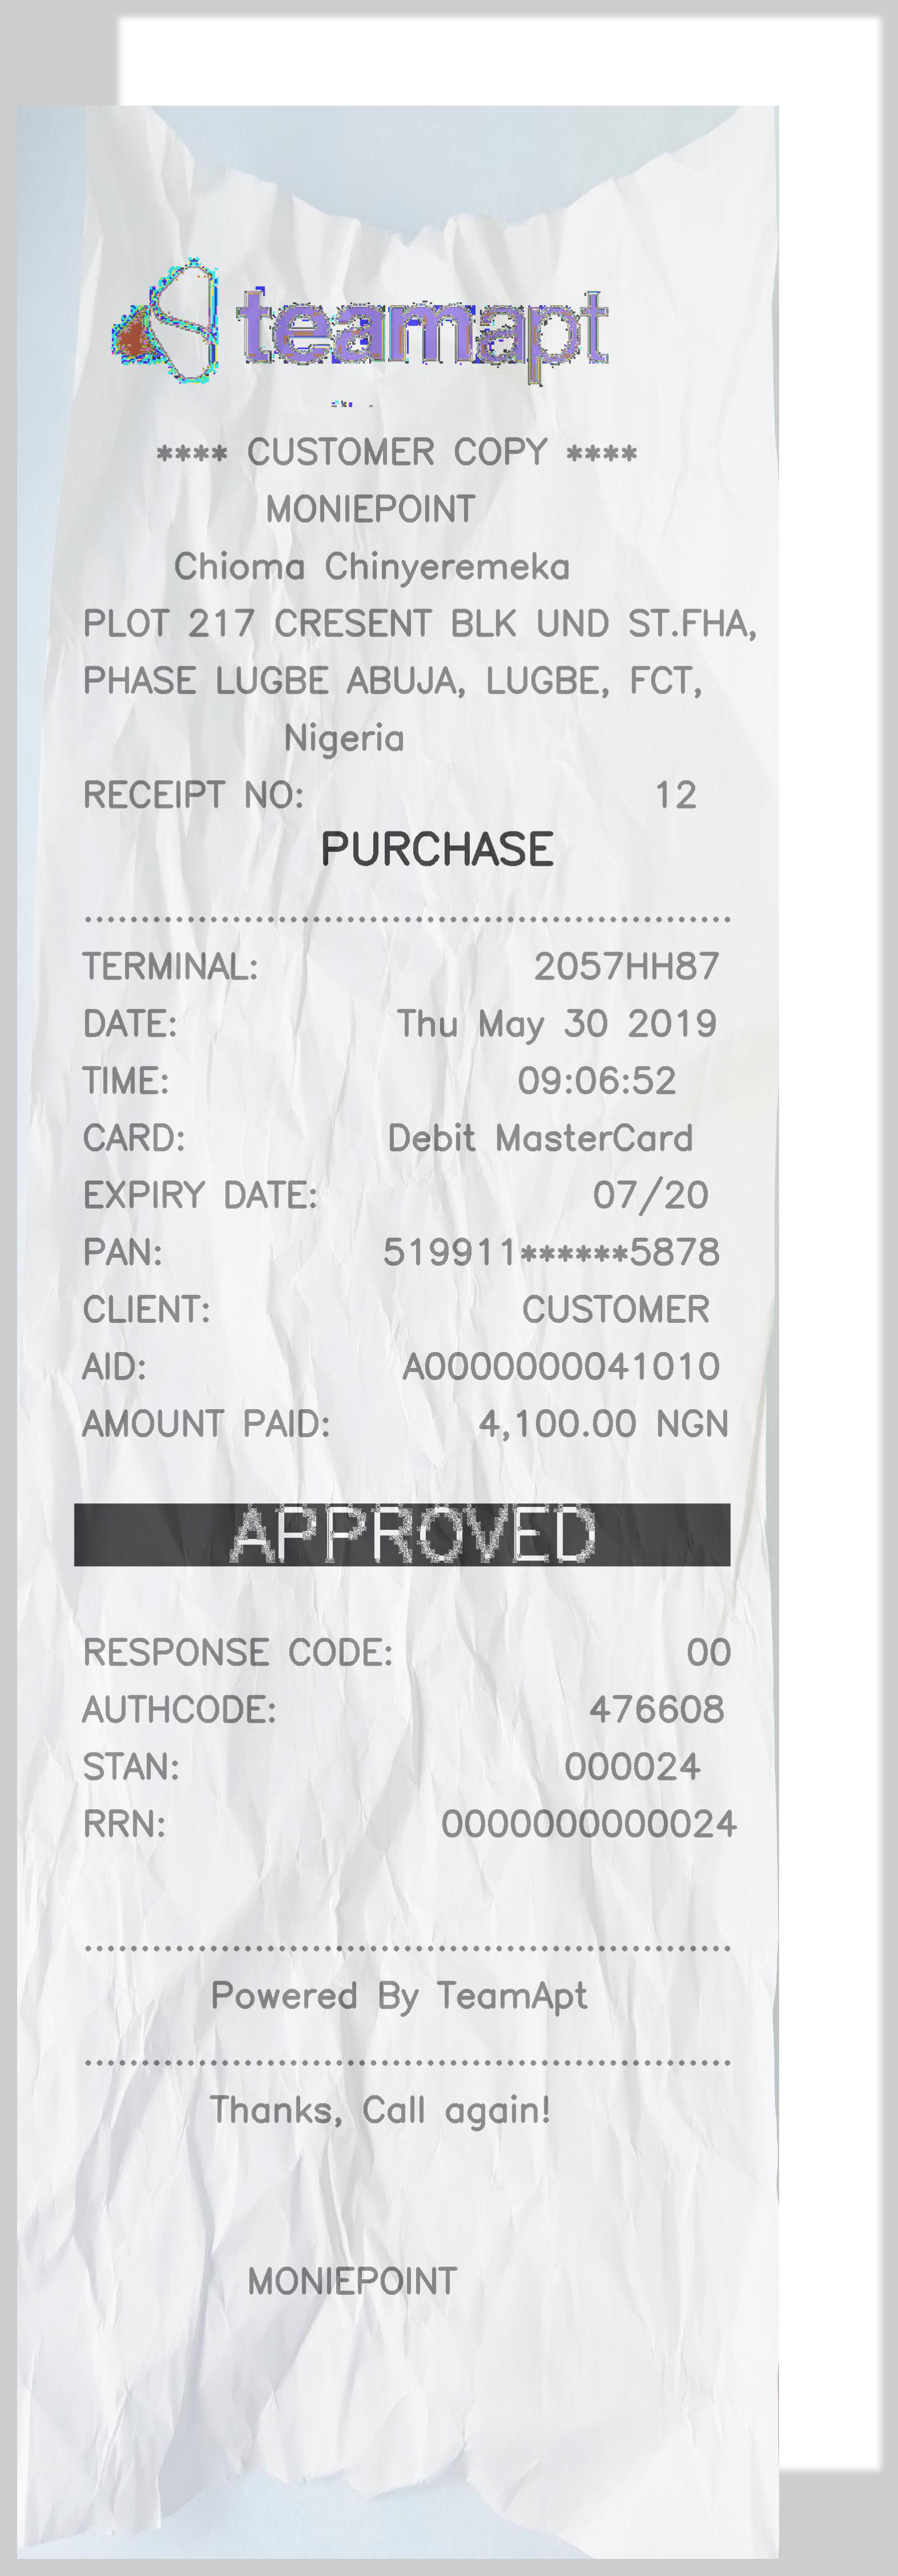 teamapt
**** CUSTOMER COPY ****
MONIEPOINT
Chioma Chinyeremeka
PLOT 217 CRESENT BLK UND ST.FHA,
PHASE LUGBE ABUJA, LUGBE, FCT,
Nigeria
RECEIPT NO: 12
PURCHASE
TERMINAL: 2057HH87
DATE: Thu May 30 2019
TIME: 09:06:52
CARD: Debit MasterCard
EXPIRY DATE: 07/20
PAN: 519911******5878
CLIENT: CUSTOMER
AID: A0000000041010
AMOUNT PAID: 4,100.00 NGN
APPROVED
RESPONSE CODE: 00
AUTHCODE: 476608
STAN: 000024
RRN: 0000000000024
Powered By TeamApt
Thanks, Call again!
MONIEPOINT